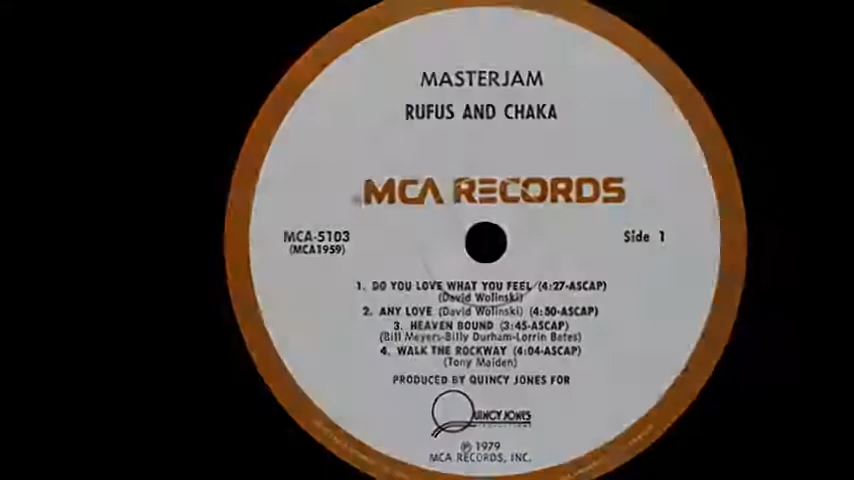 MASTERJAM
RUFUS AND CHAKA
MCA RECORDS
MCA-5103
(MCA1959)
Side 1
1. DO YOU LOVE WHAT YOU FEEL (4:27-ASCAP)
(David Wolinski)
2. ANY LOVE (David Wolinski) (4:50-ASCAP)
3. HEAVEN BOUND (3:45-ASCAP)
(Bill Meyers-Billy Durham-Lorrin Bates)
4. WALK THE ROCKWAY (4:04-ASCAP)
(Tony Maiden)
PRODUCED BY QUINCY JONES FOR
QUINCY JONES
PRODUCTIONS
℗ 1979
MCA RECORDS, INC.